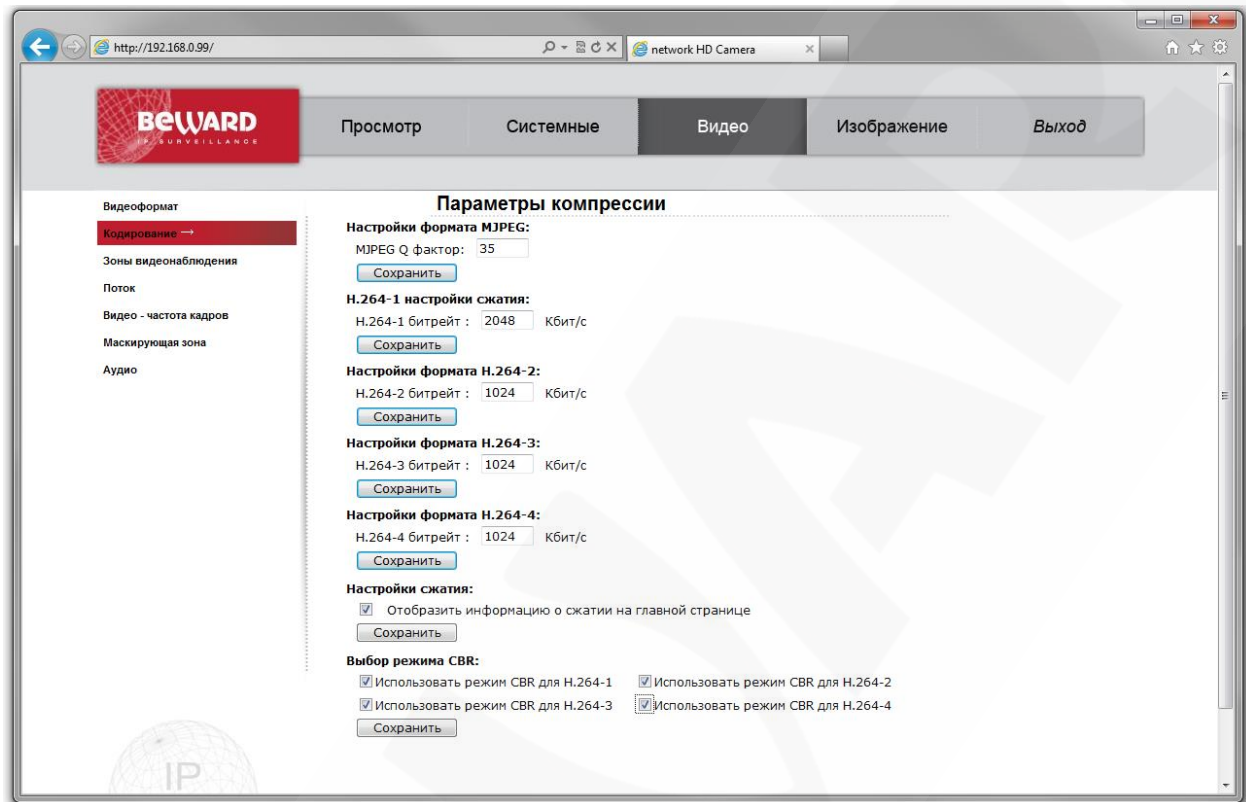 http://192.168.0.99/
network HD Camera
BEWARD
IP SURVEILLANCE
Просмотр
Системные
Видео
Изображение
Выход
Видеоформат
Кодирование →
Зоны видеонаблюдения
Поток
Видео - частота кадров
Маскирующая зона
Аудио
Параметры компрессии
Настройки формата MJPEG:
MJPEG Q фактор: 35
Сохранить
H.264-1 настройки сжатия:
H.264-1 битрейт : 2048 Кбит/с
Сохранить
Настройки формата H.264-2:
H.264-2 битрейт : 1024 Кбит/с
Сохранить
Настройки формата H.264-3:
H.264-3 битрейт : 1024 Кбит/с
Сохранить
Настройки формата H.264-4:
H.264-4 битрейт : 1024 Кбит/с
Сохранить
Настройки сжатия:
Отобразить информацию о сжатии на главной странице
Сохранить
Выбор режима CBR:
Использовать режим CBR для H.264-1 Использовать режим CBR для H.264-2
Использовать режим CBR для H.264-3 Использовать режим CBR для H.264-4
Сохранить
IP